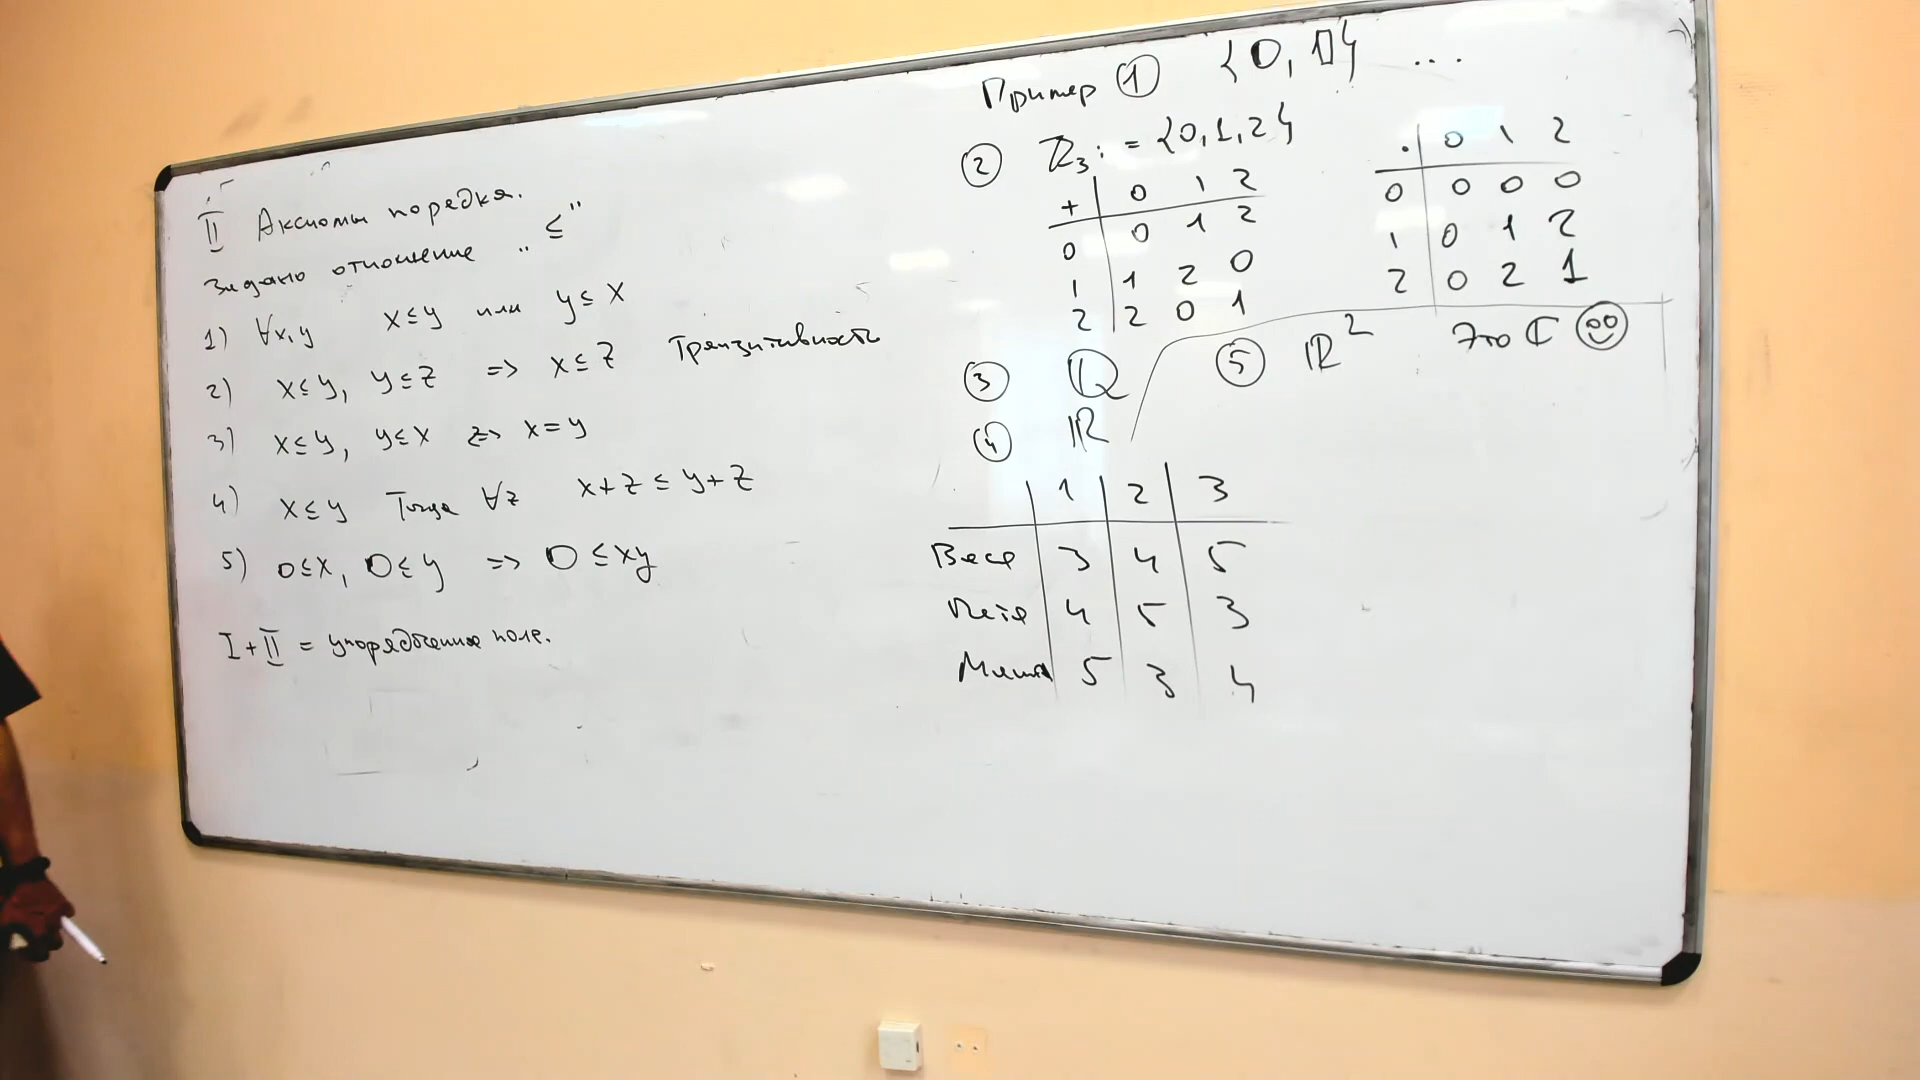 II Аксиомы порядка.
Задано отношение „ ≤ "
1) ∀x,y x≤y или y≤x
2) x≤y, y≤z => x≤z Транзитивность
3) x≤y, y≤x => x=y
4) x≤y Тогда ∀z x+z ≤ y+z
5) 0≤x, 0≤y => 0 ≤ xy
I + II = упорядоченное поле.
Пример ① {0, 1} ...
② ℤ₃ := {0,1,2}
+ 0 1 2
0 0 1 2
1 1 2 0
2 2 0 1
· 0 1 2
0 0 0 0
1 0 1 2
2 0 2 1
③ ℚ
④ ℝ
⑤ ℝ² Это ℂ
1 2 3
Вася 3 4 5
Петя 4 5 3
Миша 5 3 4